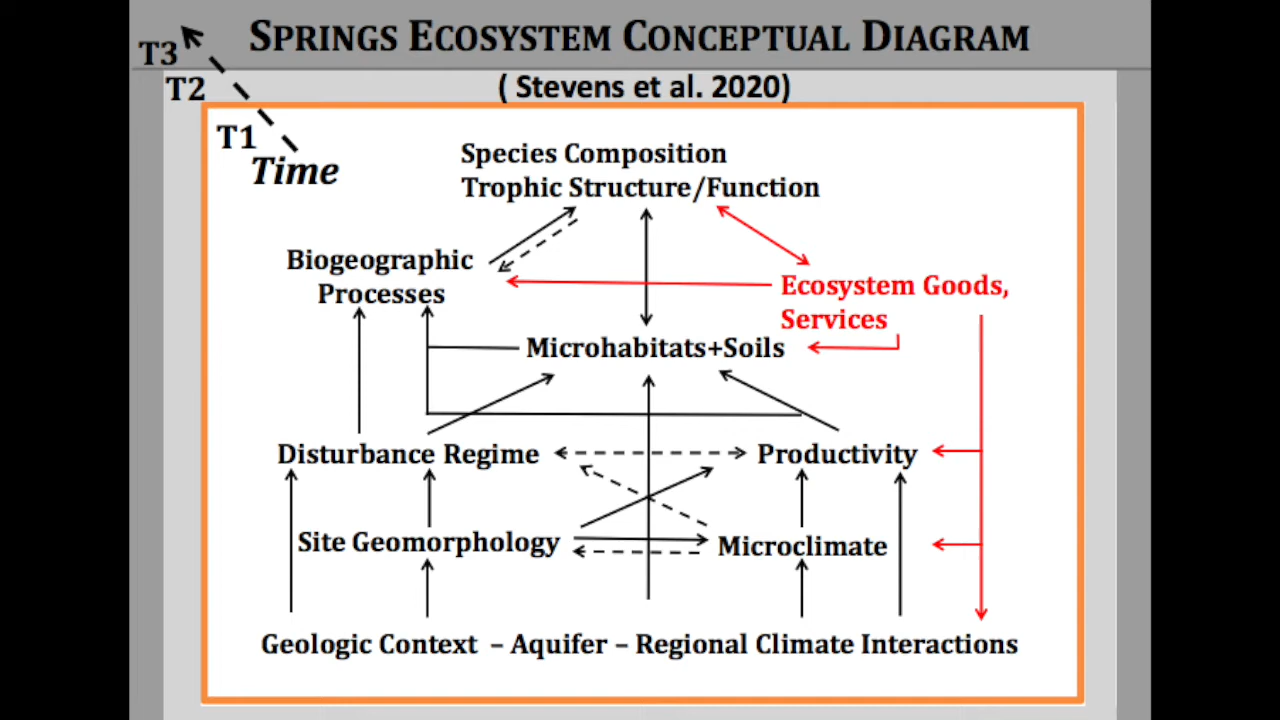 SPRINGS ECOSYSTEM CONCEPTUAL DIAGRAM
( Stevens et al. 2020)
T3
T2
T1
Time
Species Composition
Trophic Structure/Function
Biogeographic
Processes
Ecosystem Goods,
Services
Microhabitats+Soils
Disturbance Regime
Productivity
Site Geomorphology
Microclimate
Geologic Context – Aquifer – Regional Climate Interactions